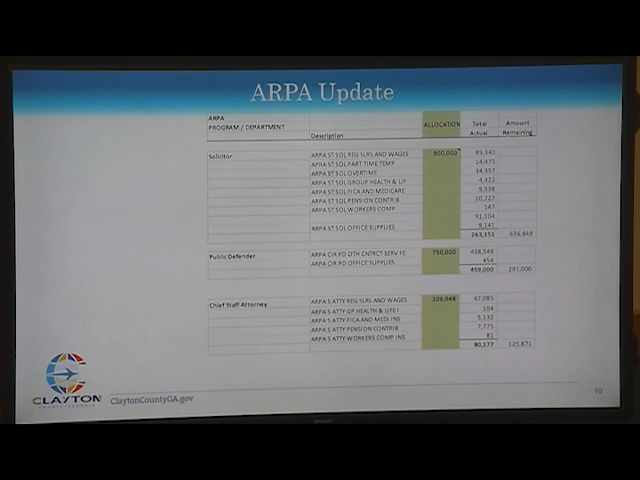 ARPA Update
ARPA
PROGRAM / DEPARTMENT Description ALLOCATION Total Actual Amount Remaining
Solicitor ARPA ST SOL REG SLRS AND WAGES 900,000 89,340
ARPA ST SOL PART TIME TEMP 14,475
ARPA ST SOL OVERTIME 34,357
ARPA ST SOL GROUP HEALTH & LIF 4,322
ARPA ST SOL FICA AND MEDICARE 9,538
ARPA ST SOL PENSION CONTRIB 10,727
ARPA ST SOL WORKERS COMP 147
91,104
ARPA ST SOL OFFICE SUPPLIES 9,141
263,151 636,849
Public Defender ARPA CIR PD OTH CNTRCT SERV FE 750,000 458,546
ARPA CIR PD OFFICE SUPPLIES 454
459,000 291,000
Chief Staff Attorney ARPA S ATTY REG SLRS AND WAGES 206,048 67,085
ARPA S ATTY GP HEALTH & LIFE I 104
ARPA S ATTY FICA AND MEDI INS 5,132
ARPA S ATTY PENSION CONTRIB 7,775
ARPA S ATTY WORKERS COMP INS 81
80,177 125,871
CLAYTON
COUNTY GEORGIA
ClaytonCountyGA.gov
10